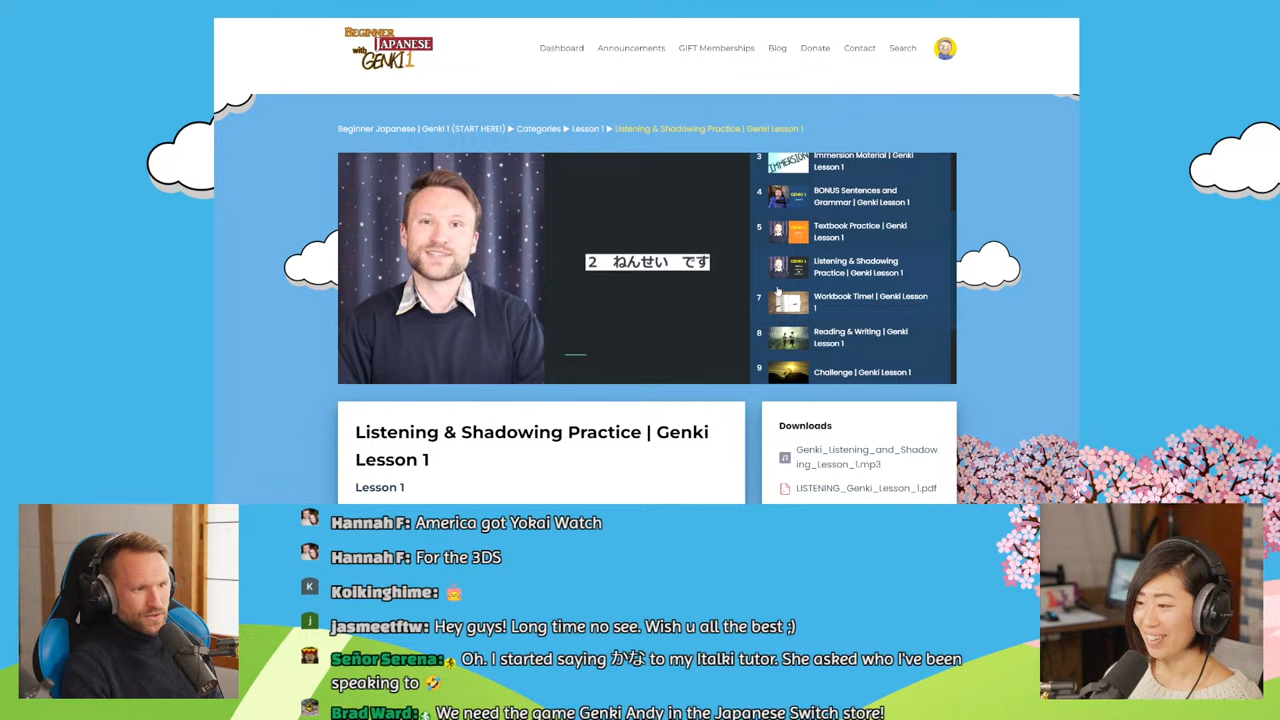 BEGINNER
JAPANESE
with
GENKI 1
Dashboard Announcements GIFT Memberships Blog Donate Contact Search
Beginner Japanese | Genki 1 (START HERE!) ▶ Categories ▶ Lesson 1 ▶ Listening & Shadowing Practice | Genki Lesson 1
2 ねんせい です
3 Immersion Material | Genki
Lesson 1
4 BONUS Sentences and
Grammar | Genki Lesson 1
5 Textbook Practice | Genki
Lesson 1
Listening & Shadowing
Practice | Genki Lesson 1
7 Workbook Time! | Genki Lesson
1
8 Reading & Writing | Genki
Lesson 1
9 Challenge | Genki Lesson 1
Listening & Shadowing Practice | Genki
Lesson 1
Lesson 1
Downloads
Genki_Listening_and_Shadow
ing_Lesson_1.mp3
LISTENING_Genki_Lesson_1.pdf
Hannah F: America got Yokai Watch
Hannah F: For the 3DS
K Koikinghime:
j jasmeetftw: Hey guys! Long time no see. Wish u all the best ;)
Señor Serena: Oh. I started saying かな to my Italki tutor. She asked who I've been
speaking to 🤣
Brad Ward: We need the game Genki Andy in the Japanese Switch store!